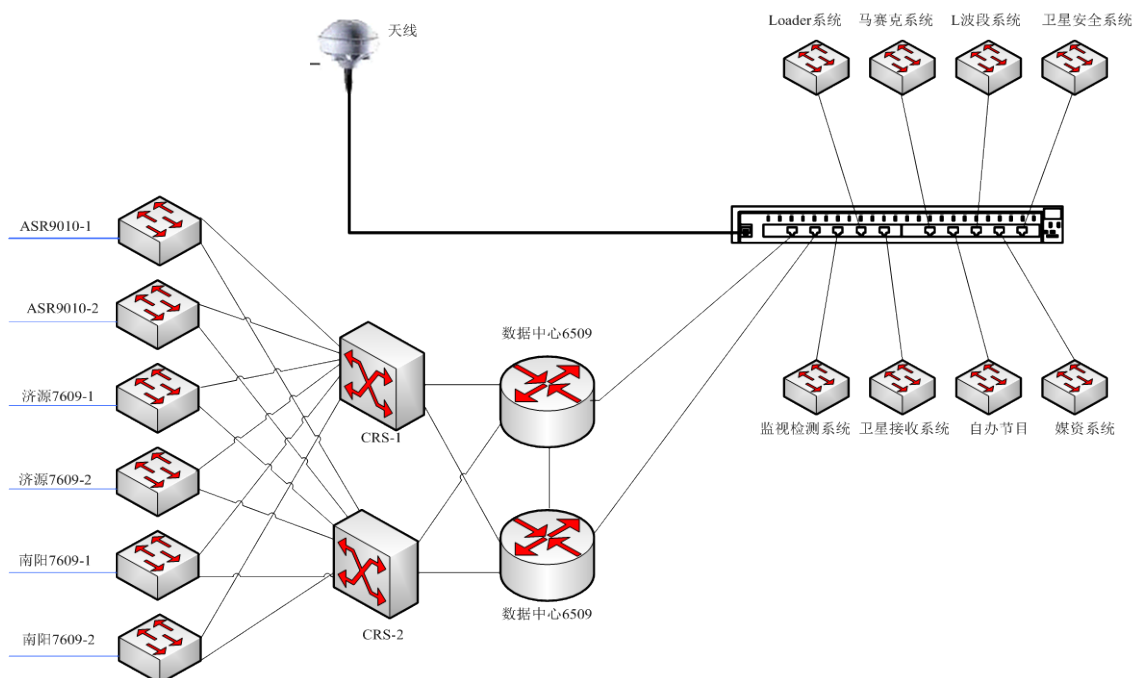 天线
Loader系统
马赛克系统
L波段系统
卫星安全系统
ASR9010-1
ASR9010-2
济源7609-1
济源7609-2
南阳7609-1
南阳7609-2
CRS-1
CRS-2
数据中心6509
数据中心6509
监视检测系统
卫星接收系统
自办节目
媒资系统